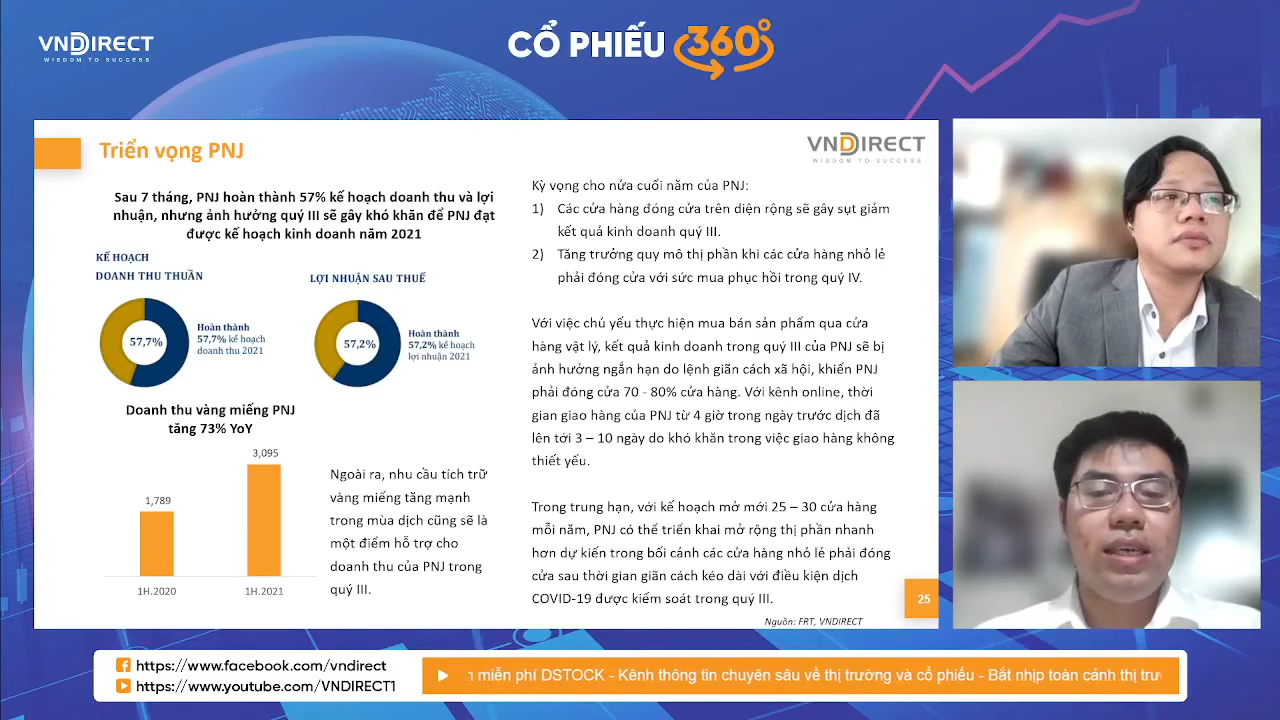 VNDIRECT
WISDOM TO SUCCESS
CỔ PHIẾU 360°
Triển vọng PNJ
VNDIRECT
WISDOM TO SUCCESS
Sau 7 tháng, PNJ hoàn thành 57% kế hoạch doanh thu và lợi
nhuận, nhưng ảnh hưởng quý III sẽ gây khó khăn để PNJ đạt
được kế hoạch kinh doanh năm 2021
KẾ HOẠCH
DOANH THU THUẦN
57,7%
Hoàn thành
57,7% kế hoạch
doanh thu 2021
LỢI NHUẬN SAU THUẾ
57,2%
Hoàn thành
57,2% kế hoạch
lợi nhuận 2021
Doanh thu vàng miếng PNJ
tăng 73% YoY
1,789
3,095
1H.2020
1H.2021
Ngoài ra, nhu cầu tích trữ
vàng miếng tăng mạnh
trong mùa dịch cũng sẽ là
một điểm hỗ trợ cho
doanh thu của PNJ trong
quý III.
Kỳ vọng cho nửa cuối năm của PNJ:
1) Các cửa hàng đóng cửa trên diện rộng sẽ gây sụt giảm
kết quả kinh doanh quý III.
2) Tăng trưởng quy mô thị phần khi các cửa hàng nhỏ lẻ
phải đóng cửa với sức mua phục hồi trong quý IV.
Với việc chủ yếu thực hiện mua bán sản phẩm qua cửa
hàng vật lý, kết quả kinh doanh trong quý III của PNJ sẽ bị
ảnh hưởng ngắn hạn do lệnh giãn cách xã hội, khiến PNJ
phải đóng cửa 70 - 80% cửa hàng. Với kênh online, thời
gian giao hàng của PNJ từ 4 giờ trong ngày trước dịch đã
lên tới 3 – 10 ngày do khó khăn trong việc giao hàng không
thiết yếu.
Trong trung hạn, với kế hoạch mở mới 25 – 30 cửa hàng
mỗi năm, PNJ có thể triển khai mở rộng thị phần nhanh
hơn dự kiến trong bối cảnh các cửa hàng nhỏ lẻ phải đóng
cửa sau thời gian giãn cách kéo dài với điều kiện dịch
COVID-19 được kiểm soát trong quý III.
25
Nguồn: FRT, VNDIRECT
https://www.facebook.com/vndirect
https://www.youtube.com/VNDIRECT1
miễn phí DSTOCK - Kênh thông tin chuyên sâu về thị trường và cổ phiếu - Bắt nhịp toàn cảnh thị